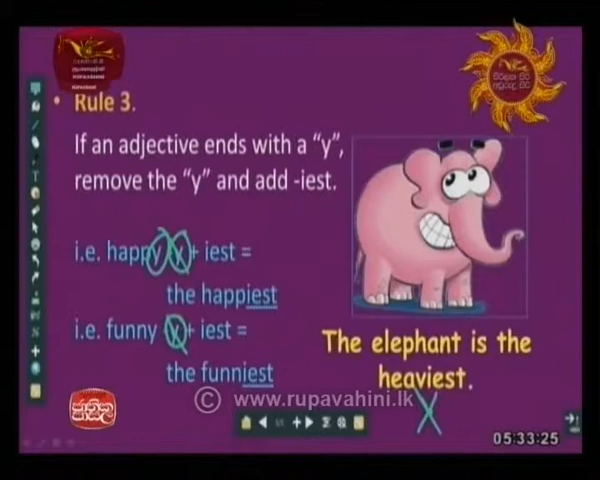 • Rule 3.
If an adjective ends with a “y”,
remove the “y” and add -iest.
i.e. happy y + iest =
the happiest
i.e. funny y + iest =
the funniest
The elephant is the
heaviest.
© www.rupavahini.lk
05:33:25